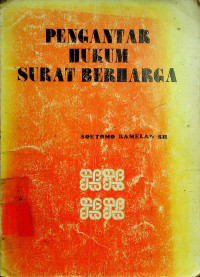 PENGANTAR
HUKUM
SURAT BERHARGA
SOETOMO RAMELAN SH